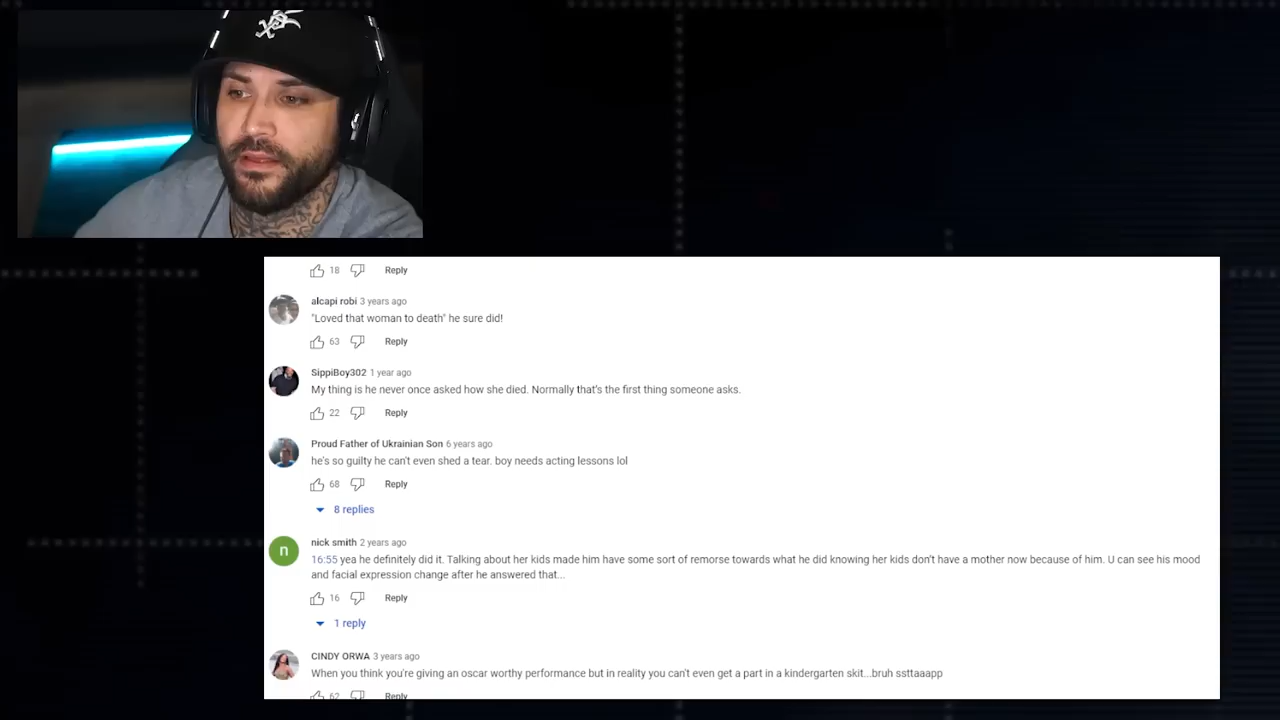 18 Reply
alcapi robi 3 years ago
"Loved that woman to death" he sure did!
63 Reply
SippiBoy302 1 year ago
My thing is he never once asked how she died. Normally that's the first thing someone asks.
22 Reply
Proud Father of Ukrainian Son 6 years ago
he's so guilty he can't even shed a tear. boy needs acting lessons lol
68 Reply
8 replies
n
nick smith 2 years ago
16:55 yea he definitely did it. Talking about her kids made him have some sort of remorse towards what he did knowing her kids don't have a mother now because of him. U can see his mood
and facial expression change after he answered that...
16 Reply
1 reply
CINDY ORWA 3 years ago
When you think you're giving an oscar worthy performance but in reality you can't even get a part in a kindergarten skit...bruh ssttaaapp
62 Reply